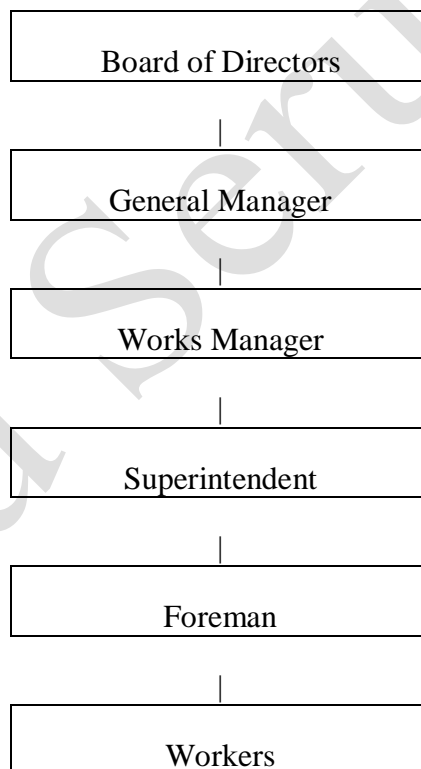 Board of Directors
|
General Manager
|
Works Manager
|
Superintendent
|
Foreman
|
Workers